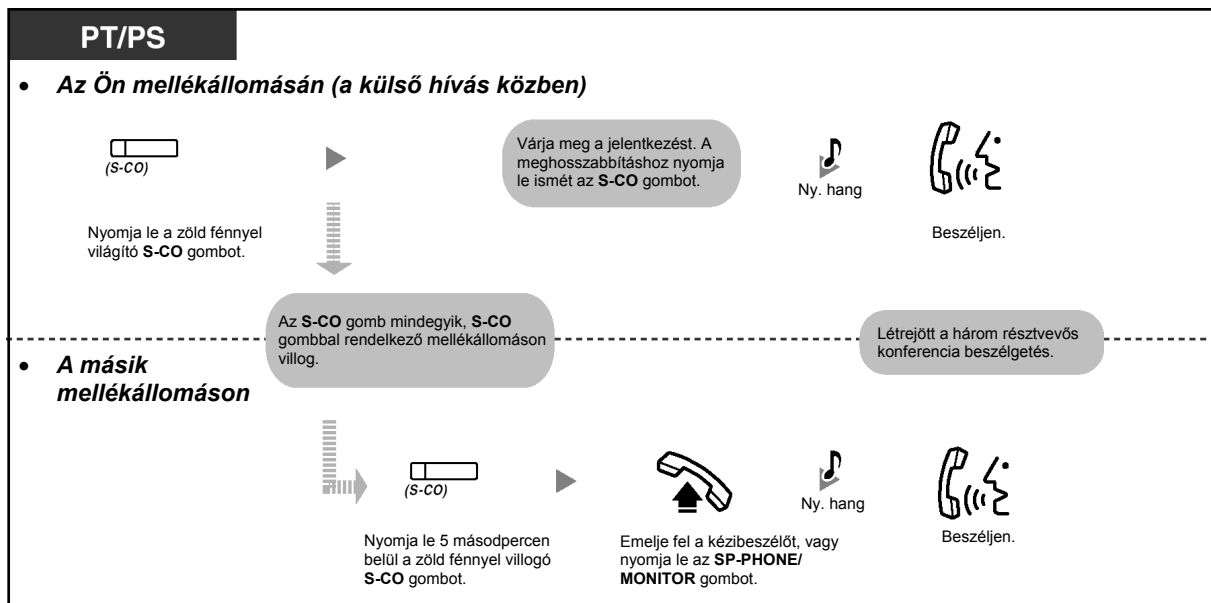 PT/PS
• Az Ön mellékállomásán (a külső hívás közben)
(S-CO)
Nyomja le a zöld fénnyel
világító S-CO gombot.
Várja meg a jelentkezést. A
meghosszabbításhoz nyomja
le ismét az S-CO gombot.
Ny. hang
Beszéljen.
Az S-CO gomb mindegyik, S-CO
gombbal rendelkező mellékállomáson
villog.
Létrejött a három résztvevős
konferencia beszélgetés.
• A másik
mellékállomáson
(S-CO)
Nyomja le 5 másodpercen
belül a zöld fénnyel villogó
S-CO gombot.
Emelje fel a kézibeszélőt, vagy
nyomja le az SP-PHONE/
MONITOR gombot.
Ny. hang
Beszéljen.